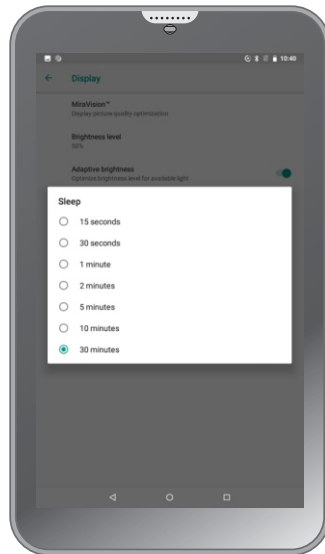 10:40
Display
MiraVision™
Display picture quality optimization
Brightness level
50%
Adaptive brightness
Optimize brightness level for available light
Sleep
15 seconds
30 seconds
1 minute
2 minutes
5 minutes
10 minutes
30 minutes